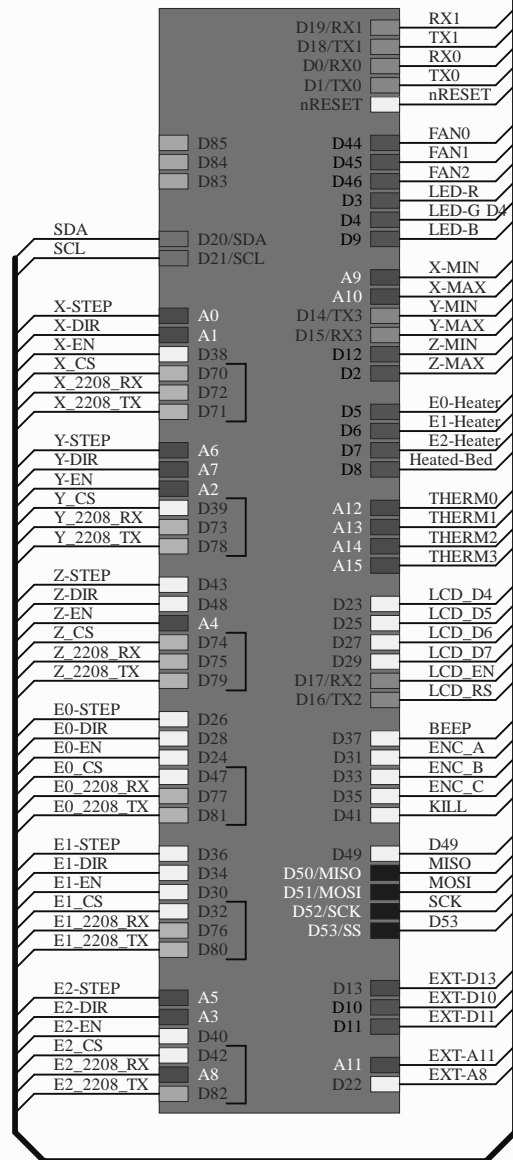 D19/RX1 RX1
D18/TX1 TX1
D0/RX0 RX0
D1/TX0 TX0
nRESET nRESET
D85 D44 FAN0
D84 D45 FAN1
D83 D46 FAN2
D3 LED-R
D4 LED-G D4
SDA D20/SDA D9 LED-B
SCL D21/SCL
A9 X-MIN
A10 X-MAX
X-STEP A0 D14/TX3 Y-MIN
X-DIR A1 D15/RX3 Y-MAX
X-EN D38 D12 Z-MIN
X_CS D70 D2 Z-MAX
X_2208_RX D72
X_2208_TX D71 D5 E0-Heater
D6 E1-Heater
Y-STEP A6 D7 E2-Heater
Y-DIR A7 D8 Heated-Bed
Y-EN A2
Y_CS D39 A12 THERM0
Y_2208_RX D73 A13 THERM1
Y_2208_TX D78 A14 THERM2
A15 THERM3
Z-STEP D43
Z-DIR D48 D23 LCD_D4
Z-EN A4 D25 LCD_D5
Z_CS D74 D27 LCD_D6
Z_2208_RX D75 D29 LCD_D7
Z_2208_TX D79 D17/RX2 LCD_EN
D16/TX2 LCD_RS
E0-STEP D26
E0-DIR D28 D37 BEEP
E0-EN D24 D31 ENC_A
E0_CS D47 D33 ENC_B
E0_2208_RX D77 D35 ENC_C
E0_2208_TX D81 D41 KILL
E1-STEP D36 D49 D49
E1-DIR D34 D50/MISO MISO
E1-EN D30 D51/MOSI MOSI
E1_CS D32 D52/SCK SCK
E1_2208_RX D76 D53/SS D53
E1_2208_TX D80
E2-STEP A5 D13 EXT-D13
E2-DIR A3 D10 EXT-D10
E2-EN D40 D11 EXT-D11
E2_CS D42
E2_2208_RX A8 A11 EXT-A11
E2_2208_TX D82 D22 EXT-A8